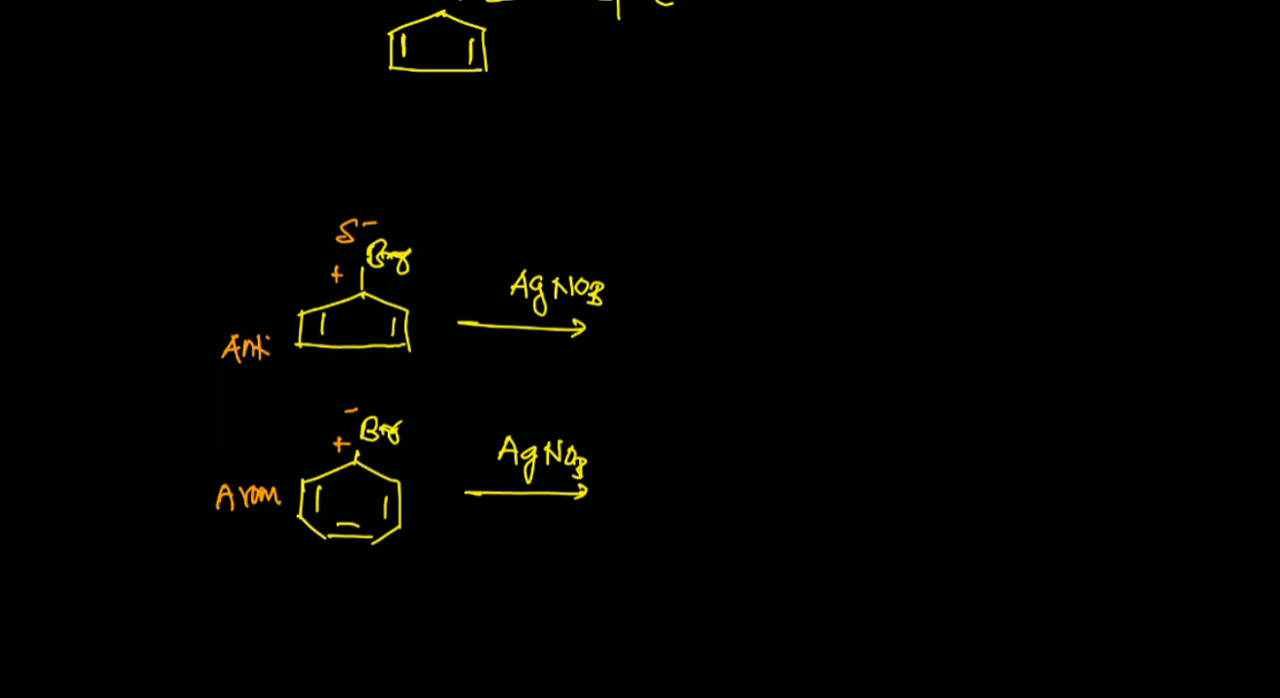 δ⁻
Br
+
AgNO3
Anti
-
Br
+
AgNO3
Arom